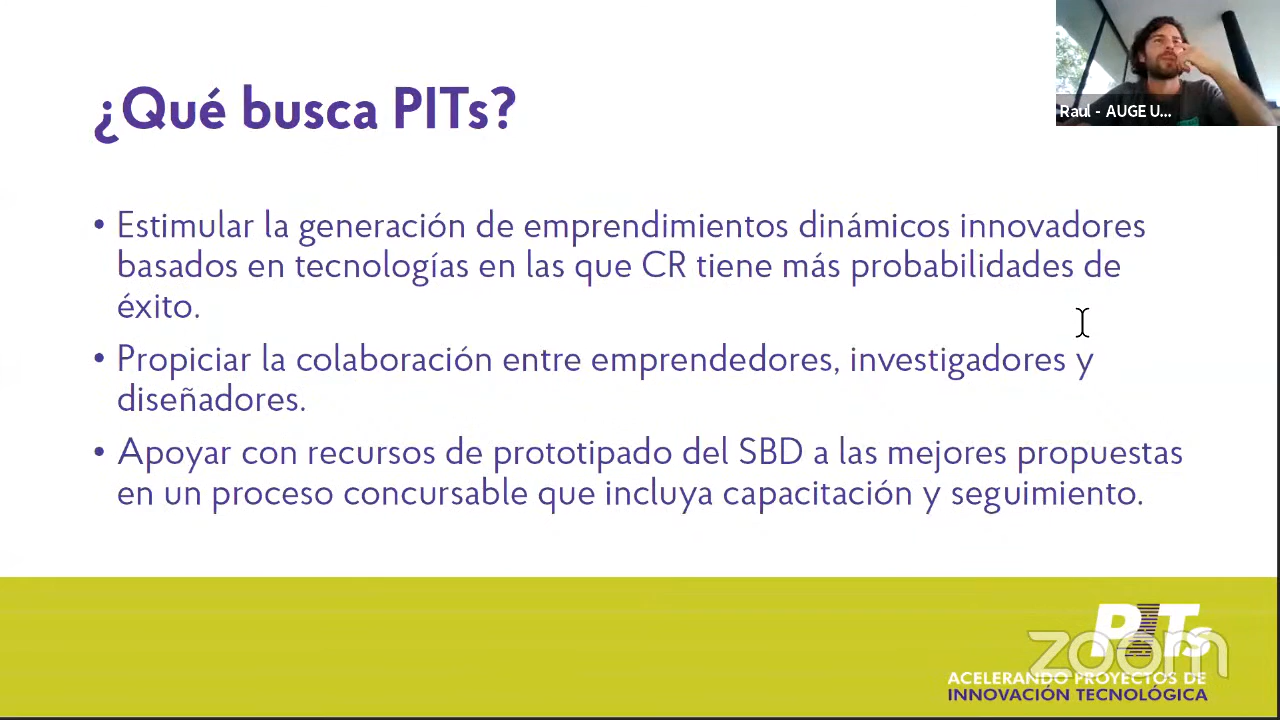 ¿Qué busca PITs?
Raul - AUGE U...
• Estimular la generación de emprendimientos dinámicos innovadores
basados en tecnologías en las que CR tiene más probabilidades de
éxito.
• Propiciar la colaboración entre emprendedores, investigadores y
diseñadores.
• Apoyar con recursos de prototipado del SBD a las mejores propuestas
en un proceso concursable que incluya capacitación y seguimiento.
PITs
zoom
ACELERANDO PROYECTOS DE
INNOVACIÓN TECNOLÓGICA